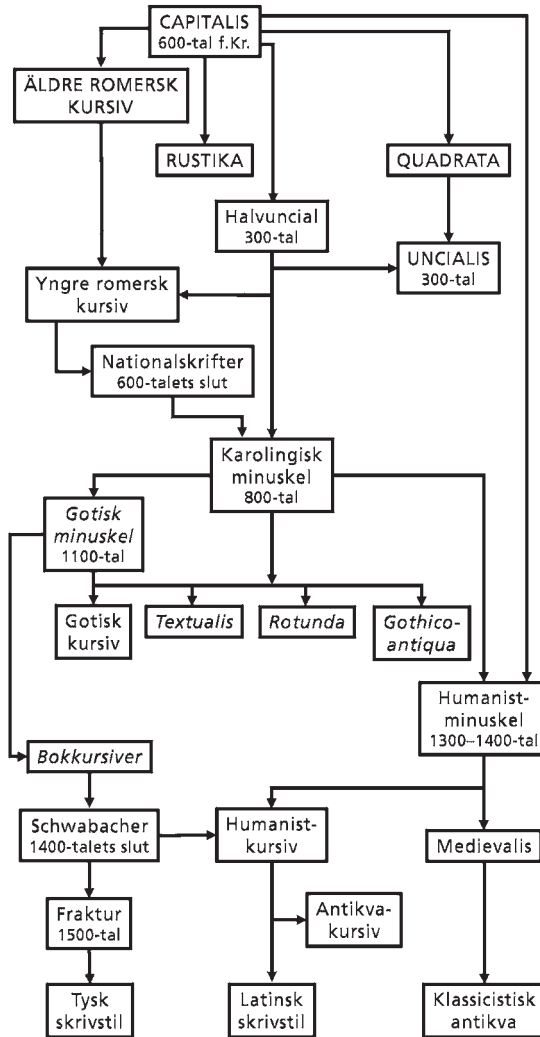 CAPITALIS
600-tal f.Kr.
ÄLDRE ROMERSK
KURSIV
RUSTIKA
QUADRATA
Halvuncial
300-tal
UNCIALIS
300-tal
Yngre romersk
kursiv
Nationalskrifter
600-talets slut
Karolingisk
minuskel
800-tal
Gotisk
minuskel
1100-tal
Gotisk
kursiv
Textualis
Rotunda
Gothico-
antiqua
Humanist-
minuskel
1300–1400-tal
Bokkursiver
Schwabacher
1400-talets slut
Humanist-
kursiv
Medievalis
Fraktur
1500-tal
Antikva-
kursiv
Tysk
skrivstil
Latinsk
skrivstil
Klassicistisk
antikva